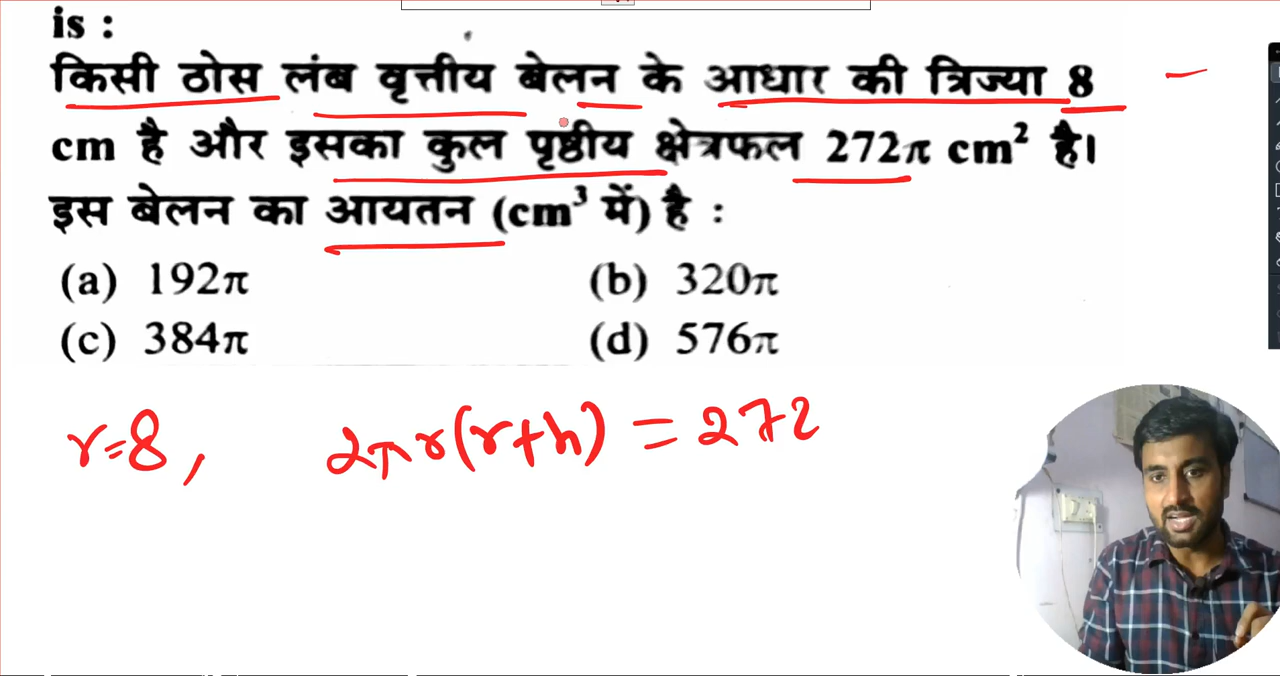 is :
किसी ठोस लंब वृत्तीय बेलन के आधार की त्रिज्या 8
cm है और इसका कुल पृष्ठीय क्षेत्रफल 272π cm² है।
इस बेलन का आयतन (cm³ में) है :
(a) 192π (b) 320π
(c) 384π (d) 576π
r=8, 2πr(r+h) = 272